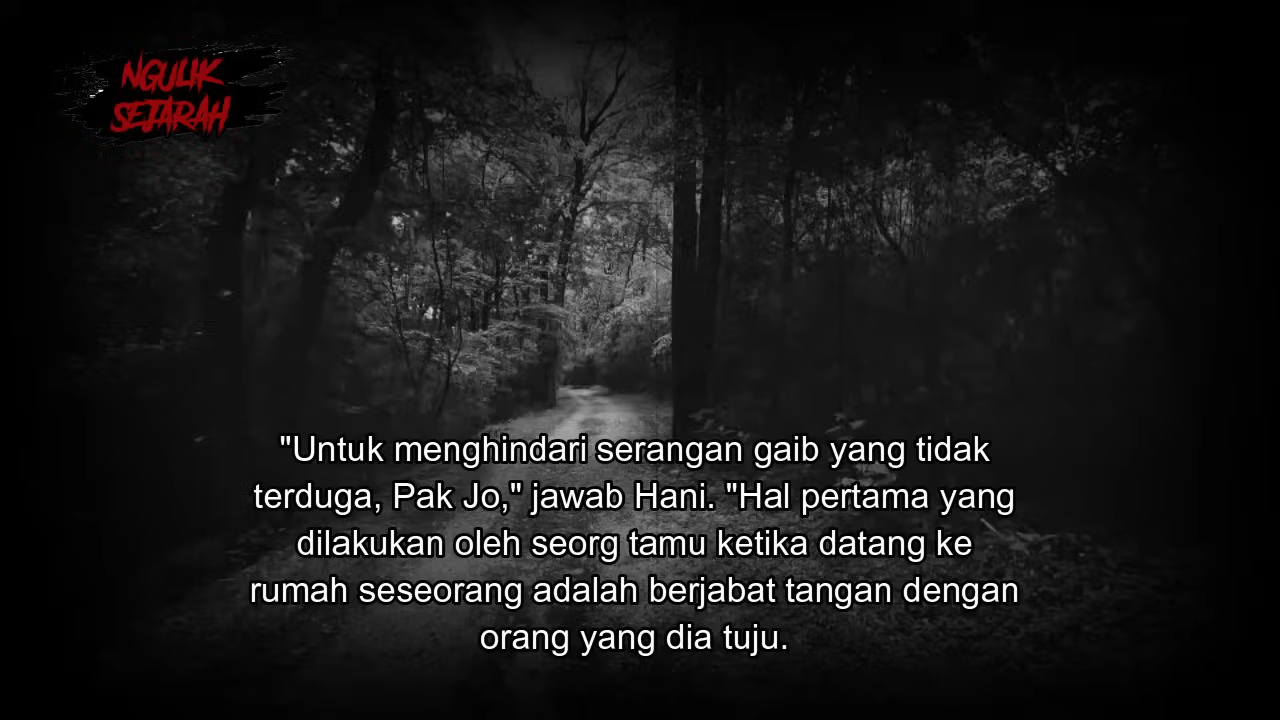 NGULIK
SEJARAH
"Untuk menghindari serangan gaib yang tidak
terduga, Pak Jo," jawab Hani. "Hal pertama yang
dilakukan oleh seorg tamu ketika datang ke
rumah seseorang adalah berjabat tangan dengan
orang yang dia tuju.